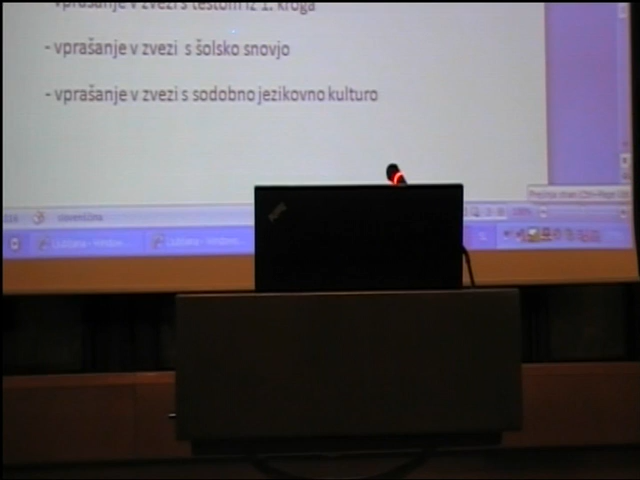 - vprašanje v zvezi s testom iz 1. kroga
- vprašanje v zvezi s šolsko snovjo
- vprašanje v zvezi s sodobno jezikovno kulturo
slovenščina